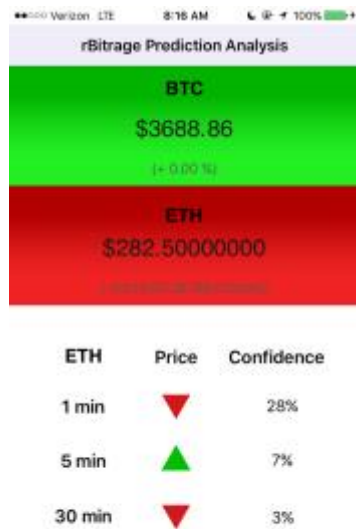 Verizon LTE 8:16 AM 100%
rBitrage Prediction Analysis
BTC
$3688.86
(+ 0.00 %)
ETH
$282.50000000
ETH Price Confidence
1 min 28%
5 min 7%
30 min 3%